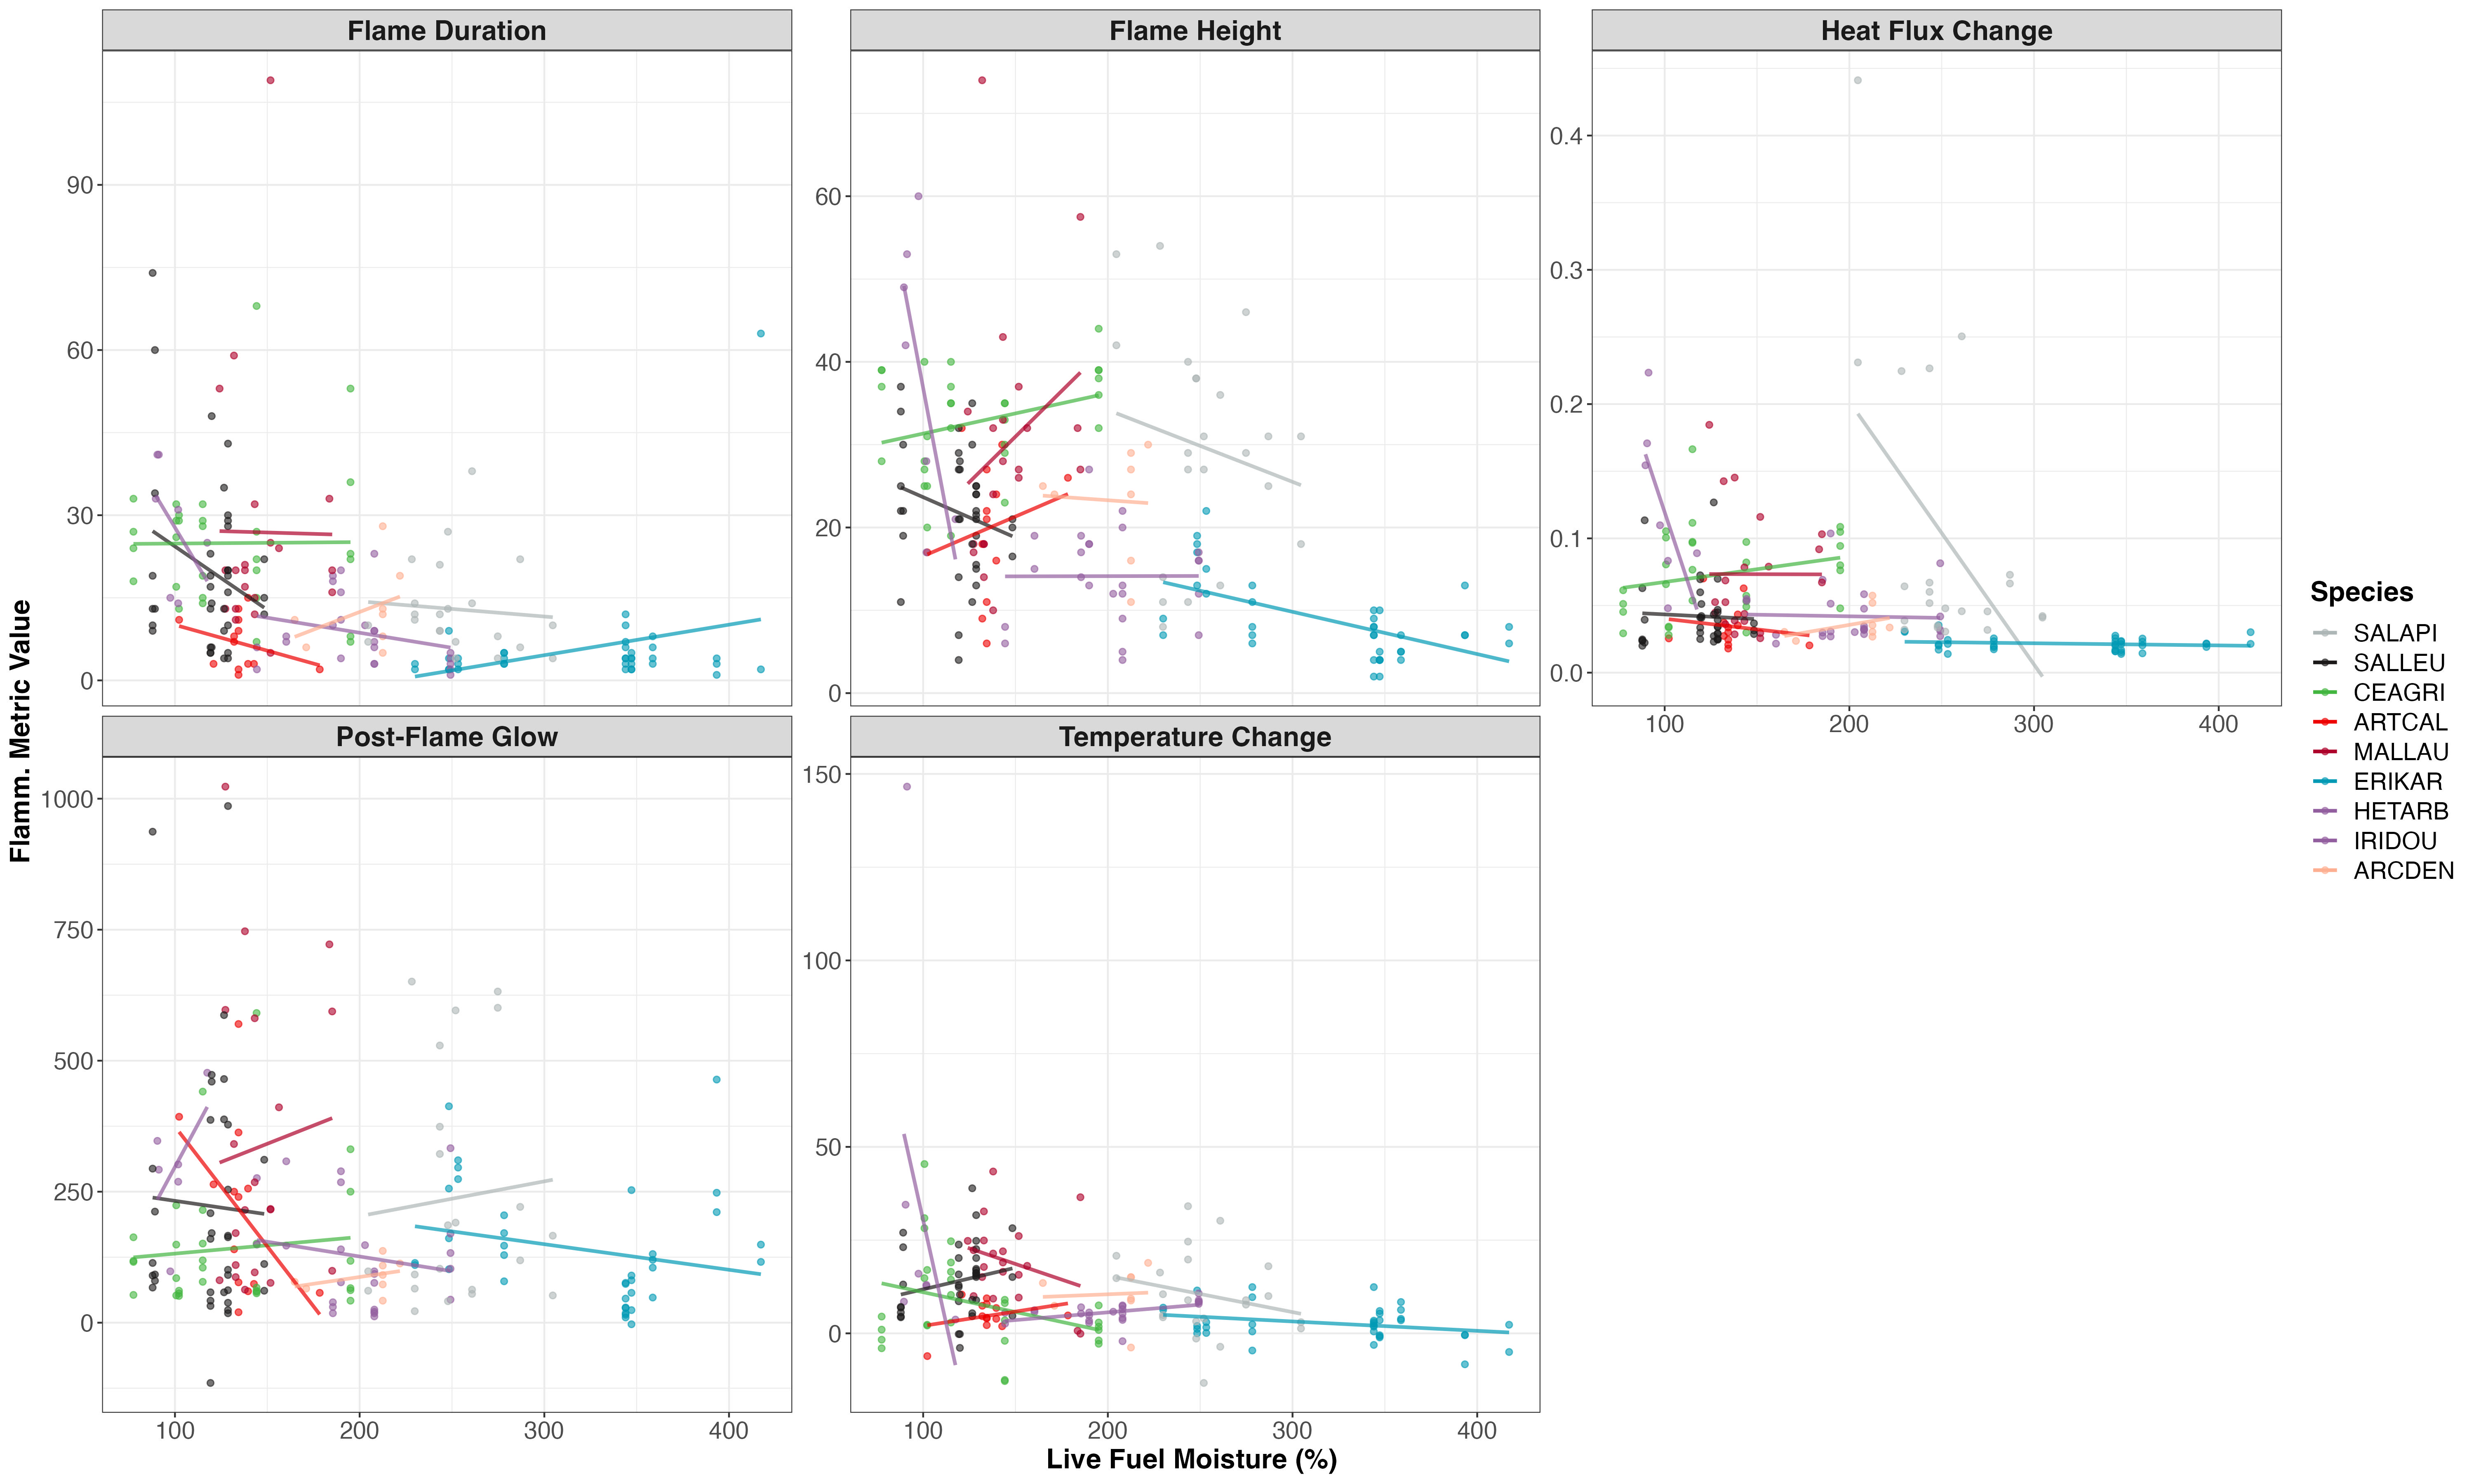 Flame Duration
Flame Height
Heat Flux Change
90
60
30
0
60
40
20
0
0.4
0.3
0.2
0.1
0.0
100 200 300 400
Post-Flame Glow
Temperature Change
1000
750
500
250
0
150
100
50
0
100 200 300 400
100 200 300 400
Flamm. Metric Value
Live Fuel Moisture (%)
Species
SALAPI
SALLEU
CEAGRI
ARTCAL
MALLAU
ERIKAR
HETARB
IRIDOU
ARCDEN